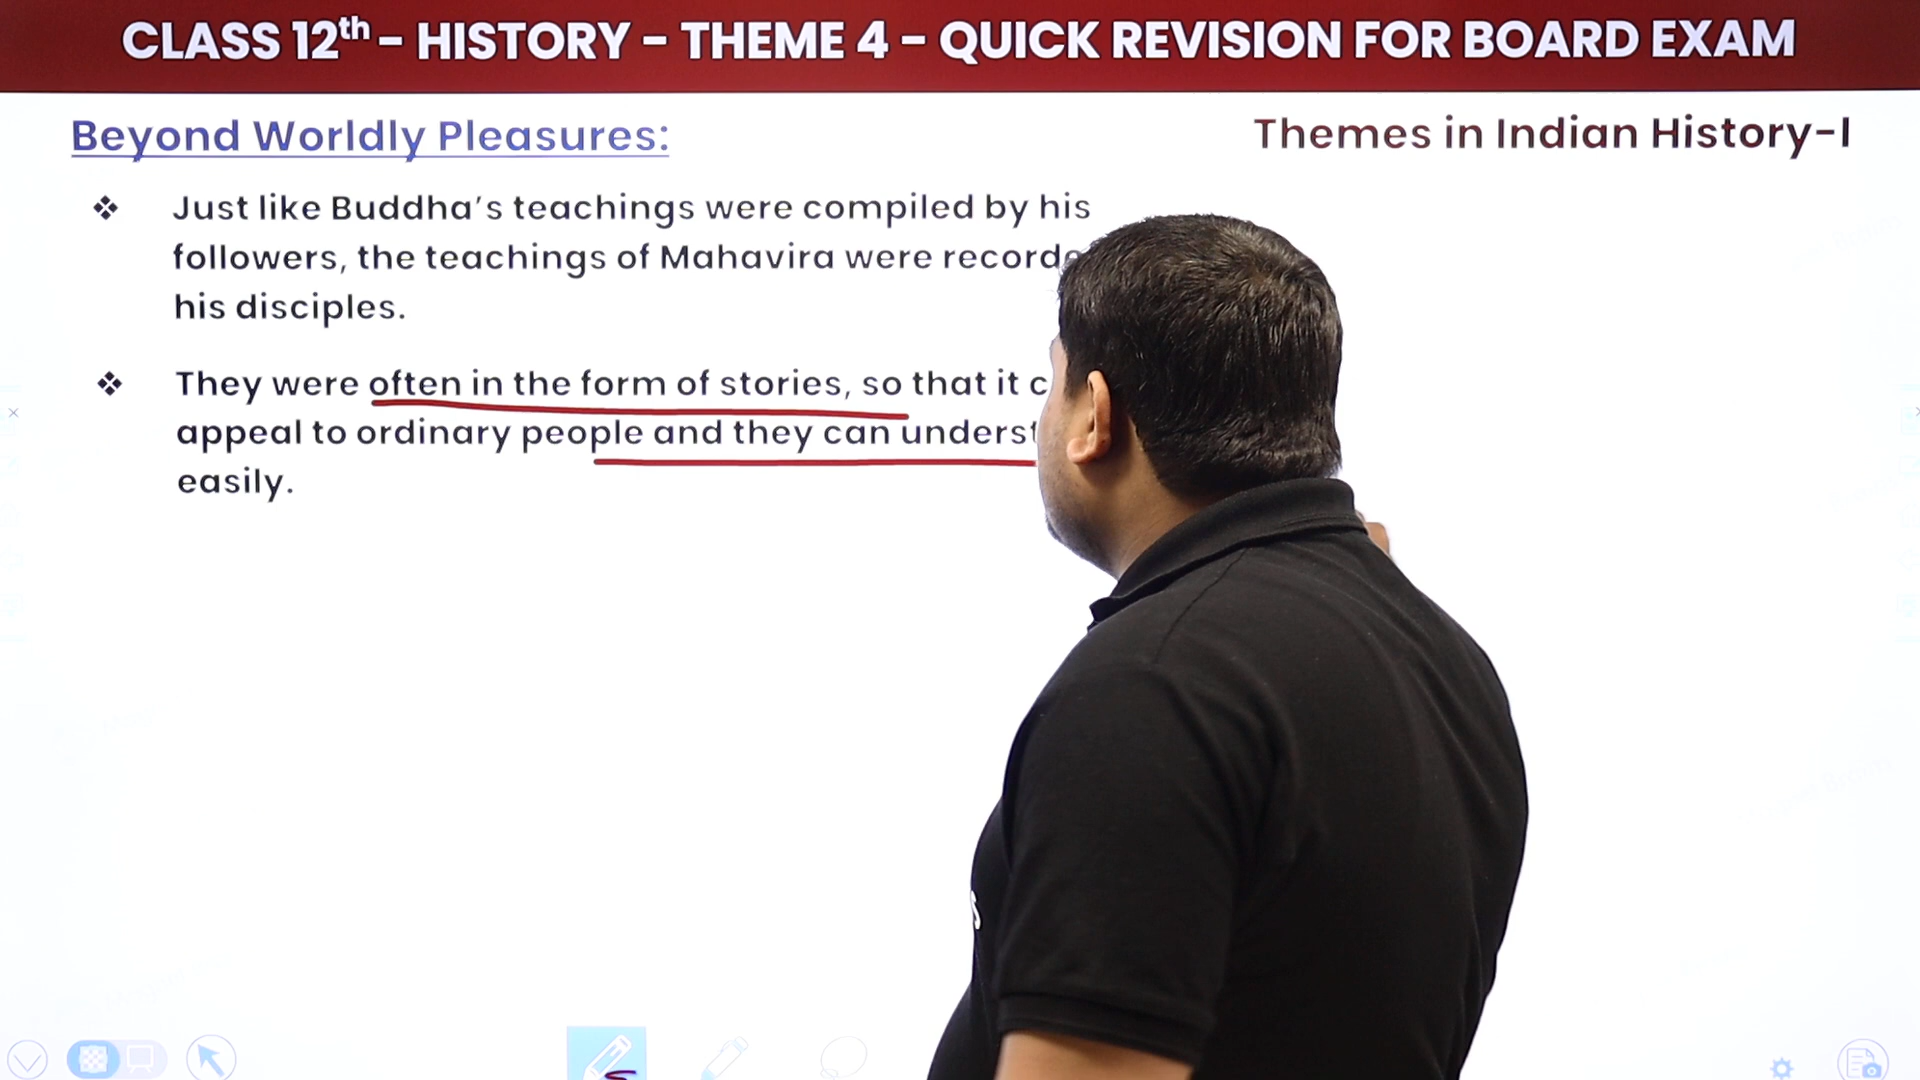 CLASS 12th - HISTORY - THEME 4 - QUICK REVISION FOR BOARD EXAM
Beyond Worldly Pleasures:
Themes in Indian History-I
❖ Just like Buddha's teachings were compiled by his
followers, the teachings of Mahavira were
his disciples.
❖ They were often in the form of stories, so that it
appeal to ordinary people and they can
easily.